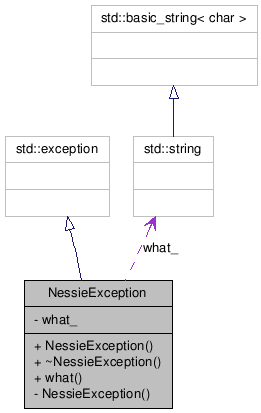 std::basic_string< char >
std::exception
std::string
what_
NessieException
- what_
+ NessieException()
+ ~NessieException()
+ what()
- NessieException()